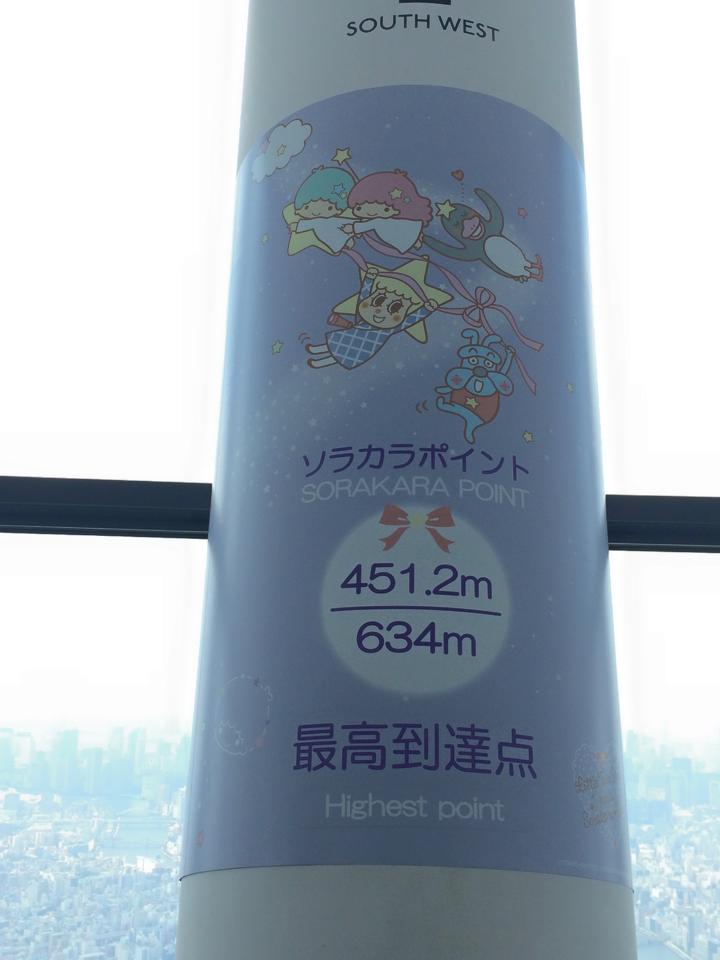 SOUTH WEST
ソラカラポイント
SORAKARA POINT
451.2m
634m
最高到達点
Highest point